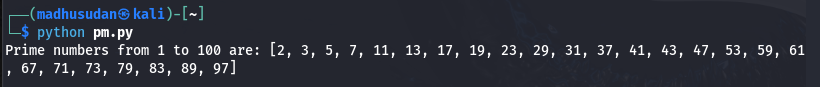 ┌──(madhusudan㉿kali)-[~]
└─$ python pm.py
Prime numbers from 1 to 100 are: [2, 3, 5, 7, 11, 13, 17, 19, 23, 29, 31, 37, 41, 43, 47, 53, 59, 61
, 67, 71, 73, 79, 83, 89, 97]